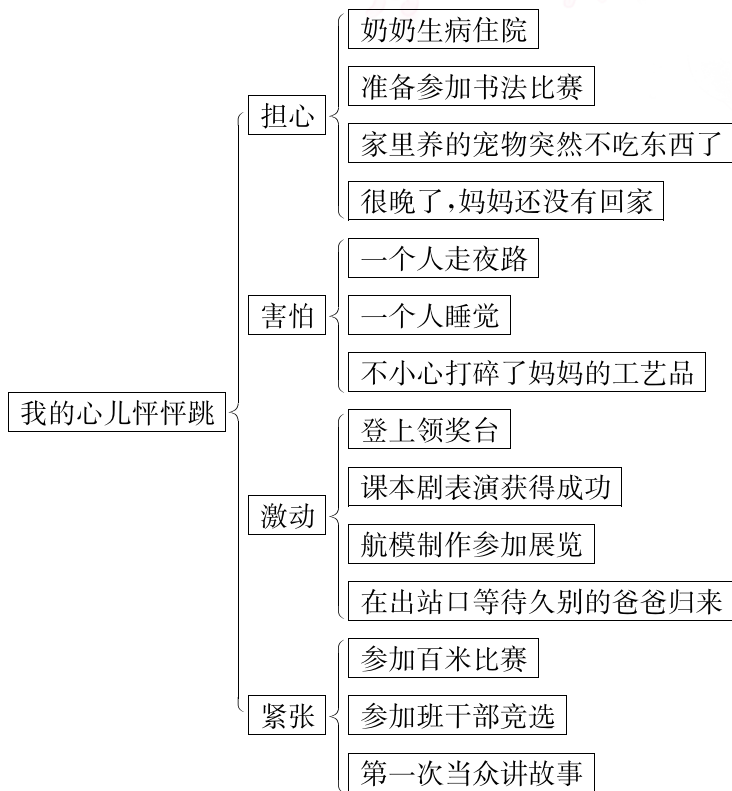 我的心儿怦怦跳
担心
奶奶生病住院
准备参加书法比赛
家里养的宠物突然不吃东西了
很晚了,妈妈还没有回家
害怕
一个人走夜路
一个人睡觉
不小心打碎了妈妈的工艺品
激动
登上领奖台
课本剧表演获得成功
航模制作参加展览
在出站口等待久别的爸爸归来
紧张
参加百米比赛
参加班干部竞选
第一次当众讲故事